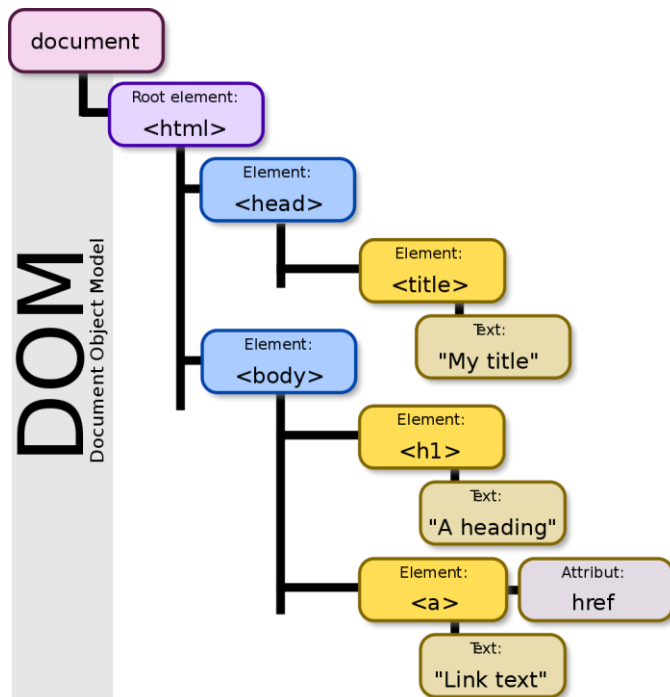 document
Root element:
<html>
Element:
<head>
Element:
<title>
Text:
"My title"
Element:
<body>
Element:
<h1>
Text:
"A heading"
Element:
<a>
Attribut:
href
Text:
"Link text"
DOM
Document Object Model